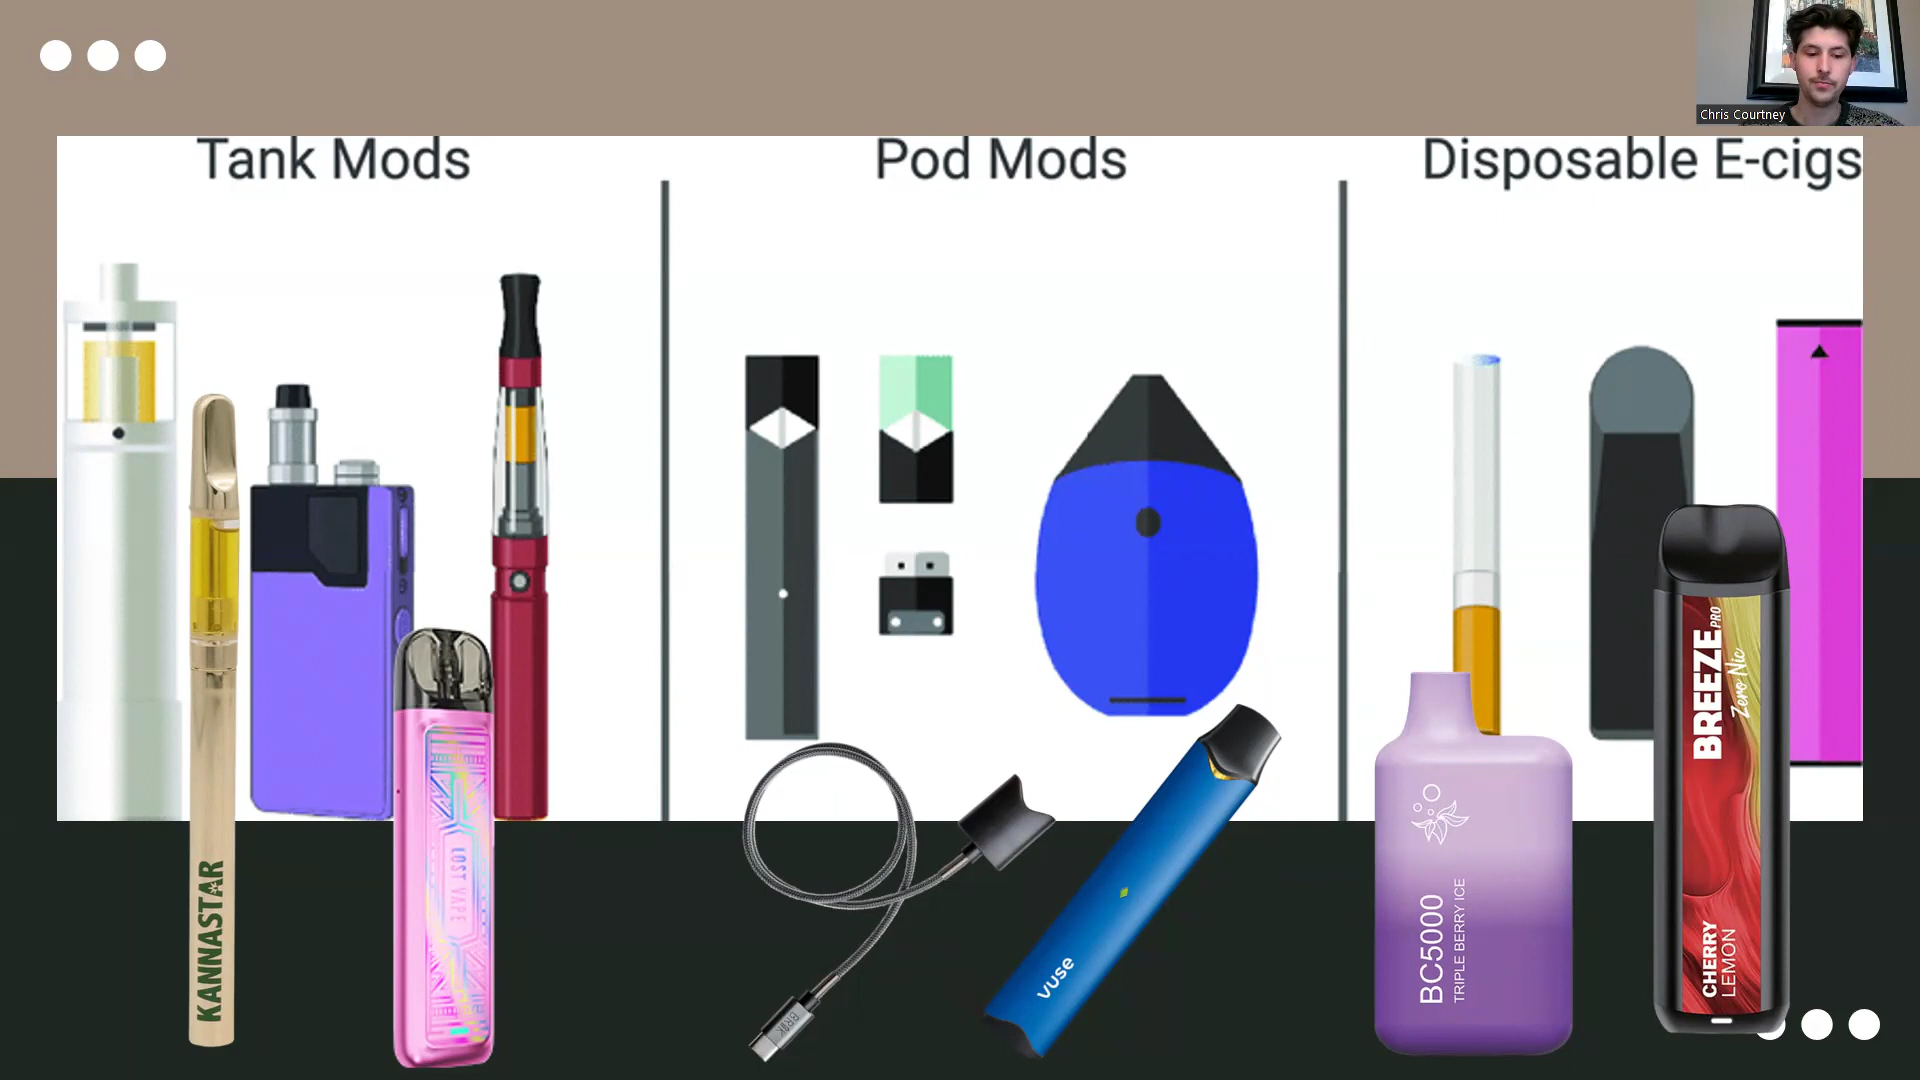 Chris Courtney
Tank Mods
Pod Mods
Disposable E-cigs
KANNASTAR
LOST VAPE
BRIK
vuse
BC5000
TRIPLE BERRY ICE
BREEZE PRO
Zero Nic
CHERRY
LEMON